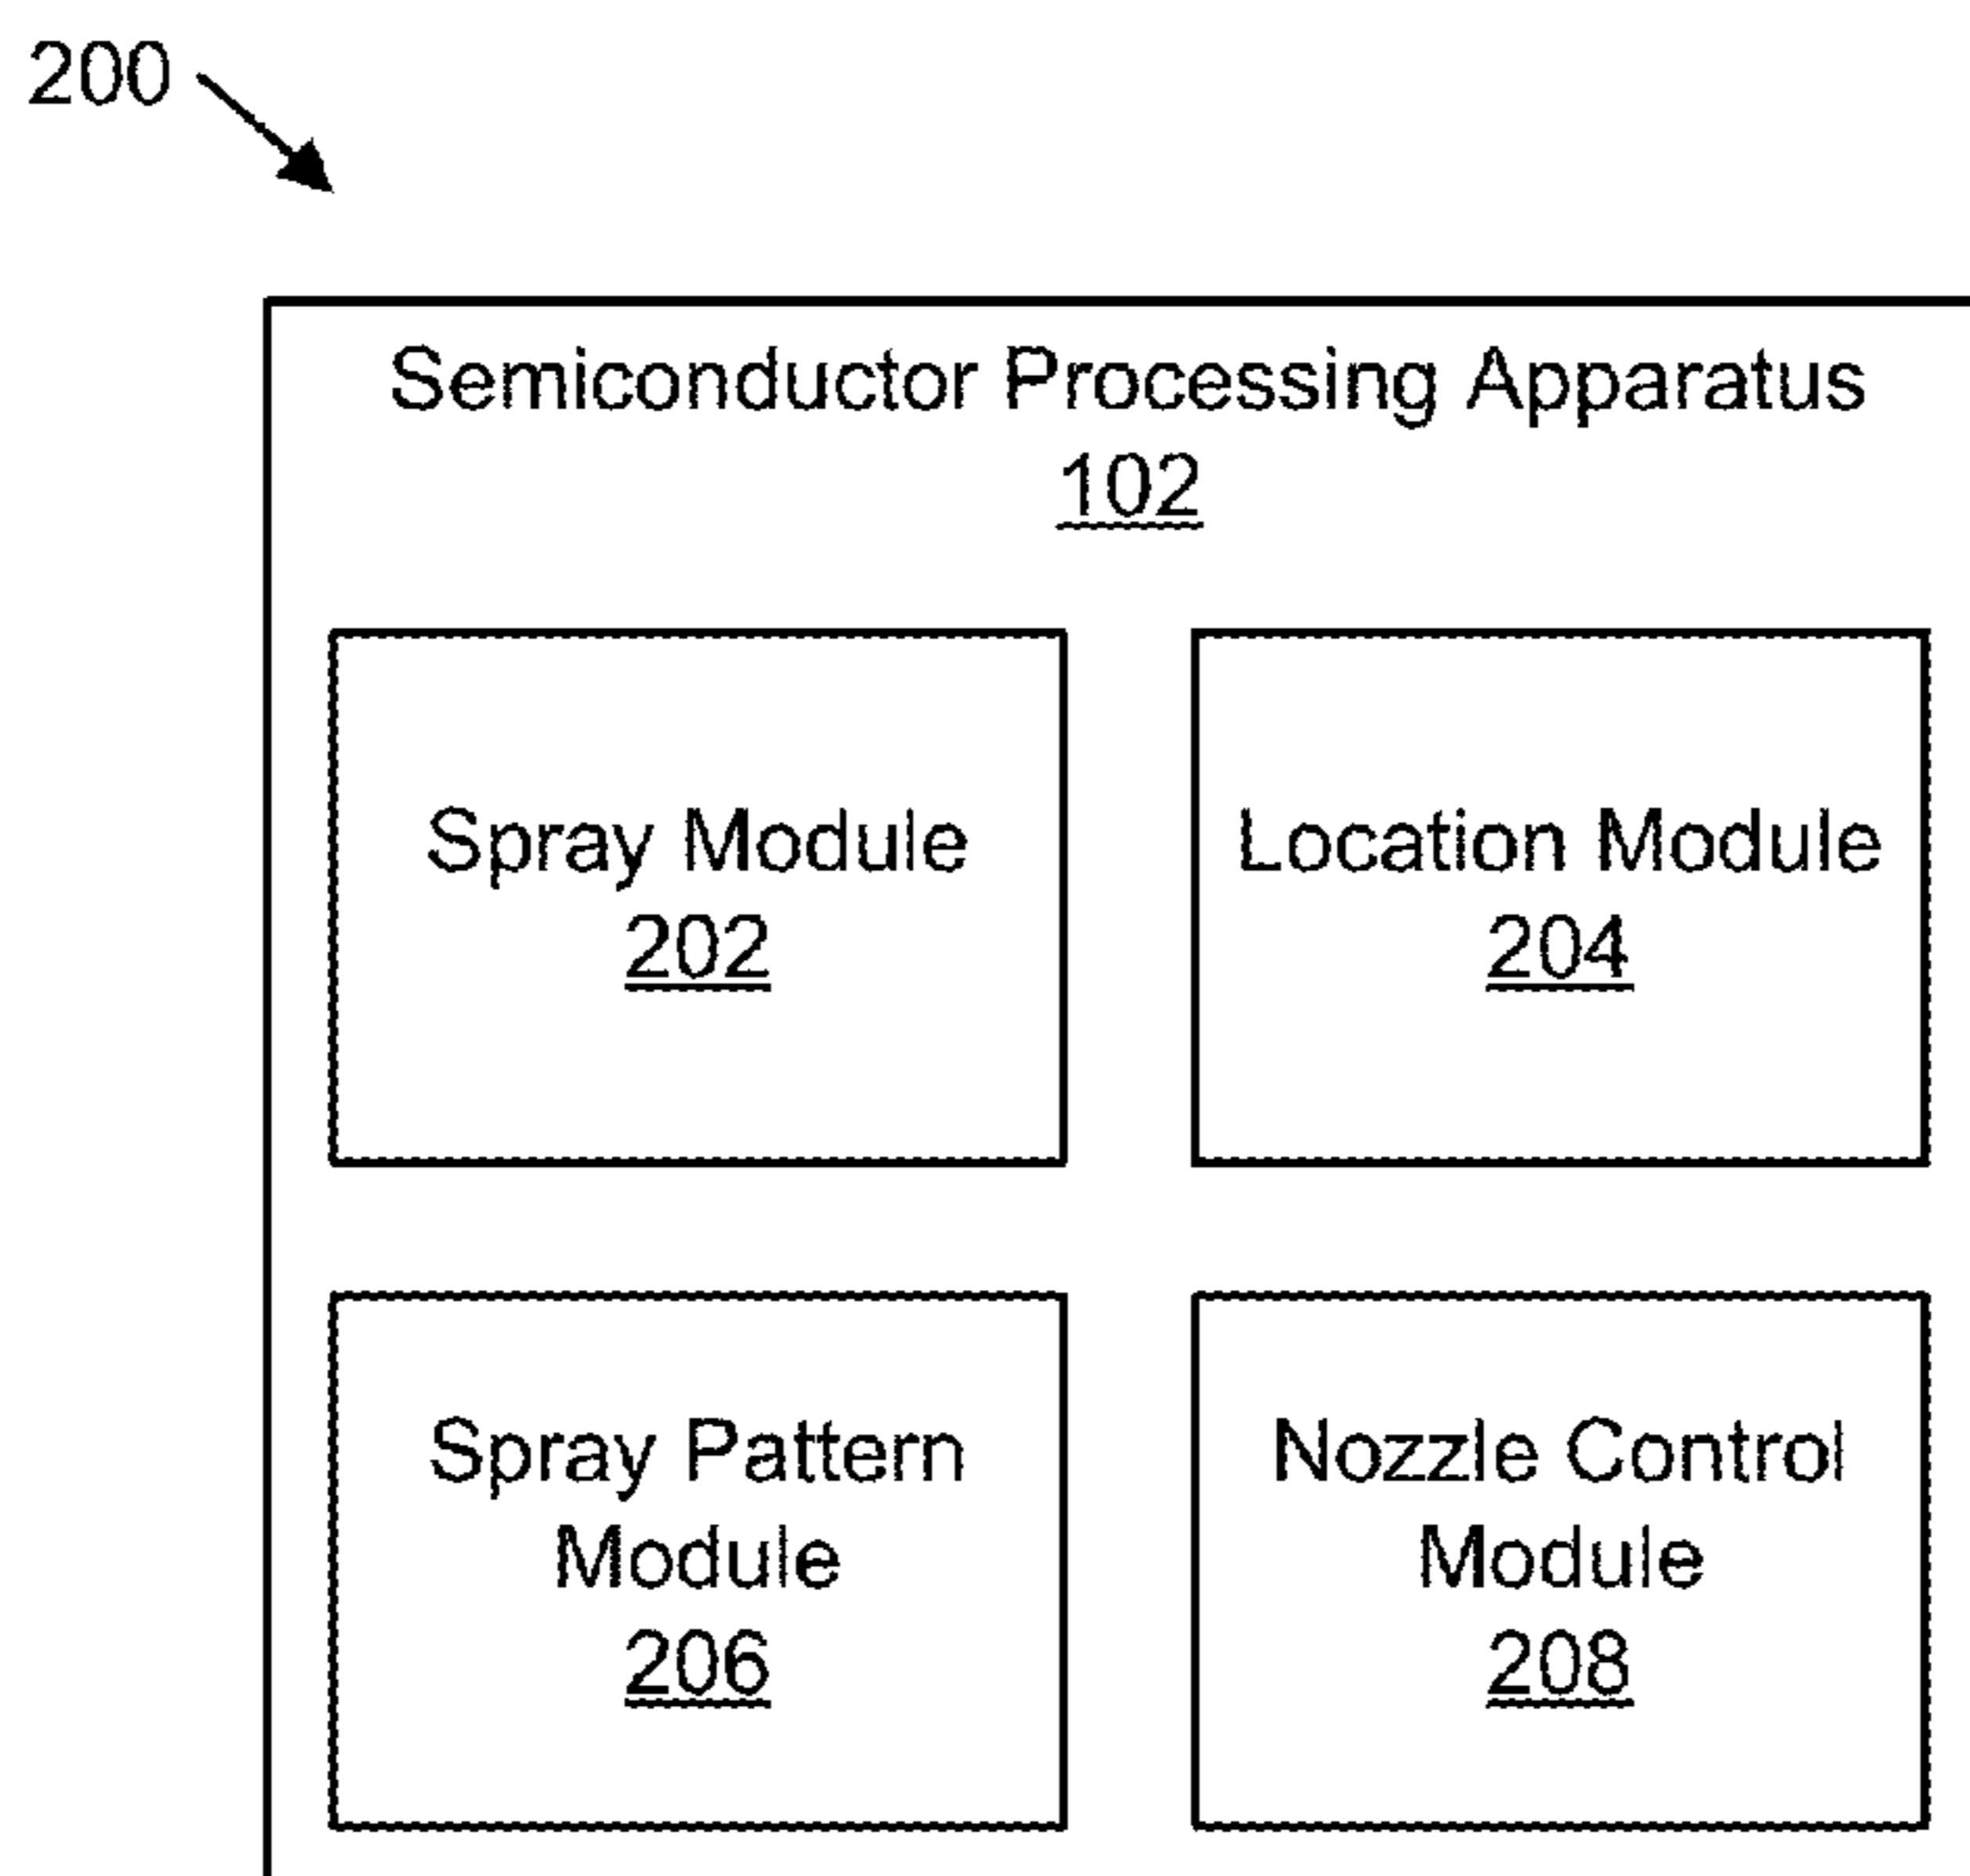 200
Semiconductor Processing Apparatus
102
Spray Module
202
Location Module
204
Spray Pattern
Module
206
Nozzle Control
Module
208